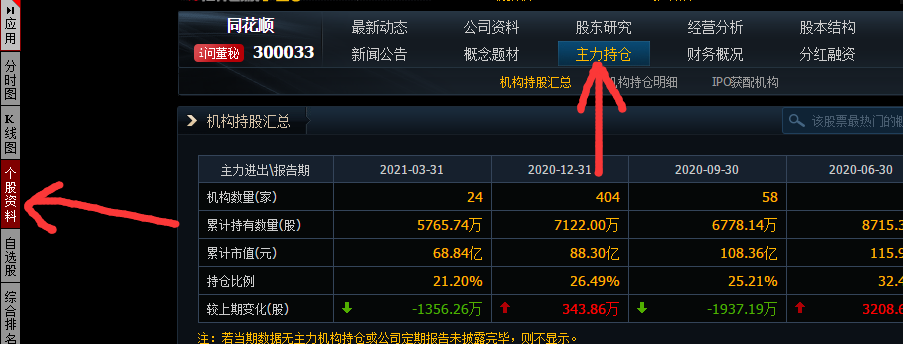 应用
分时图
K线图
个股资料
自选股
综合排名
同花顺 最新动态 公司资料 股东研究 经营分析 股本结构
i问董秘 300033 新闻公告 概念题材 主力持仓 财务概况 分红融资
机构持股汇总 机构持仓明细 IPO获配机构
机构持股汇总 该股票最热门的
主力进出\报告期 2021-03-31 2020-12-31 2020-09-30 2020-06-30
机构数量(家) 24 404 58
累计持有数量(股) 5765.74万 7122.00万 6778.14万 8715.3
累计市值(元) 68.84亿 88.30亿 108.36亿 115.9
持仓比例 21.20% 26.49% 25.21% 32.4
较上期变化(股) -1356.26万 343.86万 -1937.19万 3208.6
注：若当期数据无主力机构持仓或公司定期报告未披露完毕，则不显示。